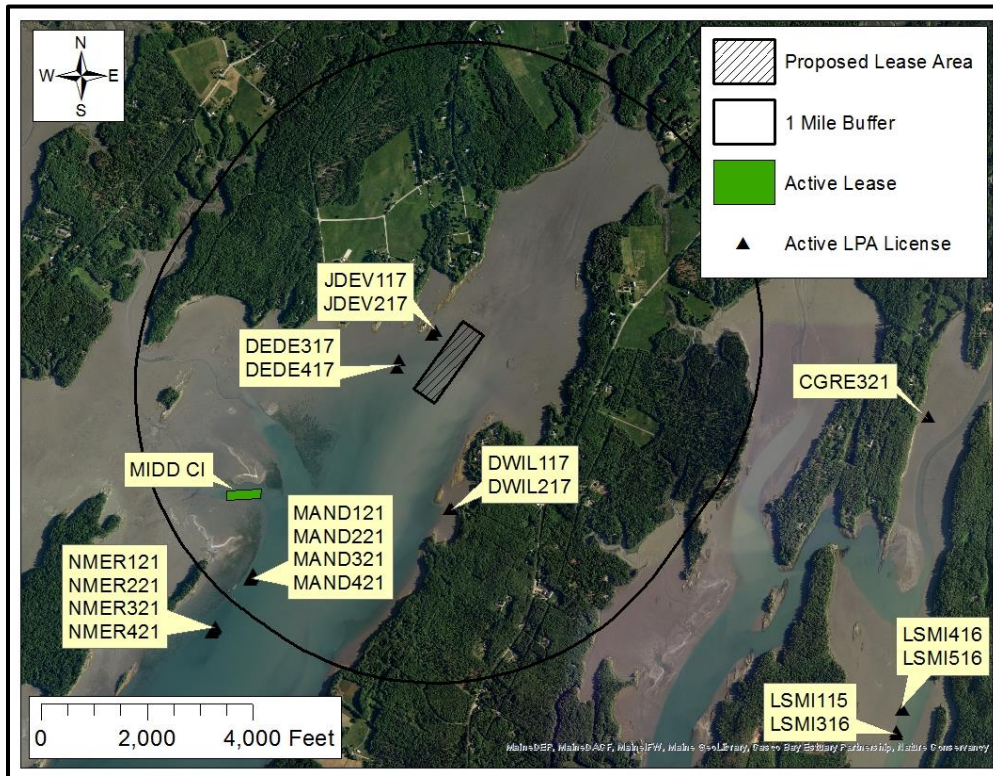 N
W E
S
Proposed Lease Area
1 Mile Buffer
Active Lease
Active LPA License
JDEV117
JDEV217
DEDE317
DEDE417
CGRE321
MIDD CI
DWIL117
DWIL217
MAND121
MAND221
MAND321
MAND421
NMER121
NMER221
NMER321
NMER421
LSMI416
LSMI516
LSMI115
LSMI316
0 2,000 4,000 Feet
MaineDEP, MaineDACF, MaineIFW, Maine GeoLibrary, Casco Bay Estuary Partnership, Nature Conservancy